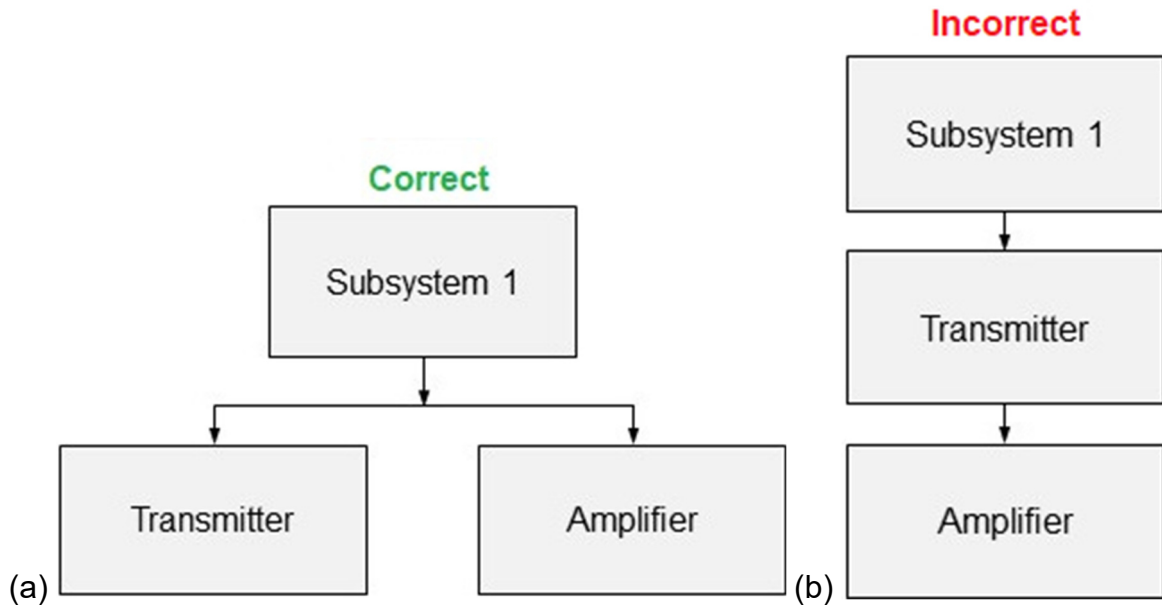 Correct
Subsystem 1
Transmitter
Amplifier
(a)
Incorrect
Subsystem 1
Transmitter
Amplifier
(b)